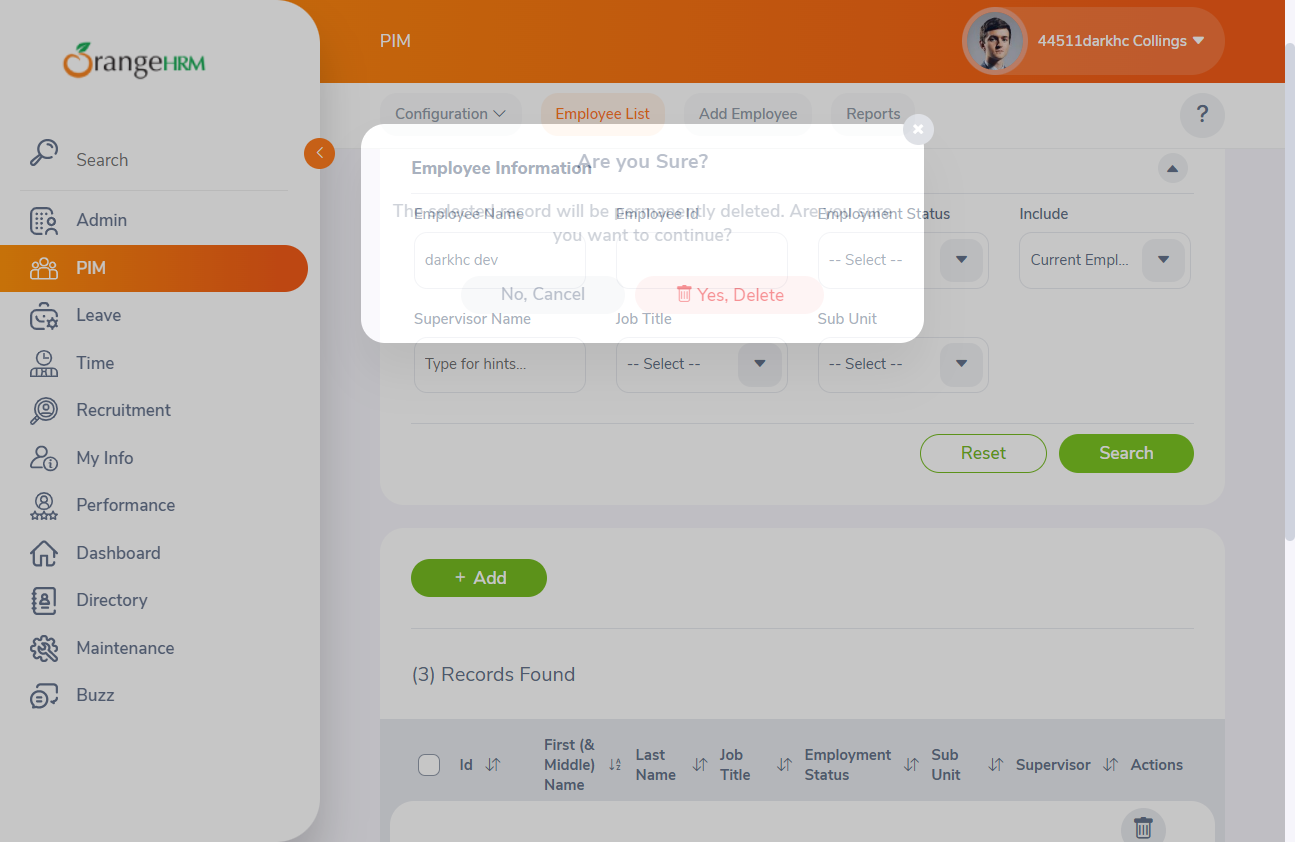 OrangeHRM
PIM
44511darkhc Collings
Search
Admin
PIM
Leave
Time
Recruitment
My Info
Performance
Dashboard
Directory
Maintenance
Buzz
Configuration
Employee List
Add Employee
Reports
?
Are you Sure?
The selected record will be permanently deleted. Are you sure
you want to continue?
No, Cancel
Yes, Delete
Employee Information
Employee Name
Employee Id
Employment Status
Include
darkhc dev
-- Select --
Current Empl...
Supervisor Name
Job Title
Sub Unit
Type for hints...
-- Select --
-- Select --
Reset
Search
+ Add
(3) Records Found
Id
First (&
Middle)
Name
Last
Name
Job
Title
Employment
Status
Sub
Unit
Supervisor
Actions